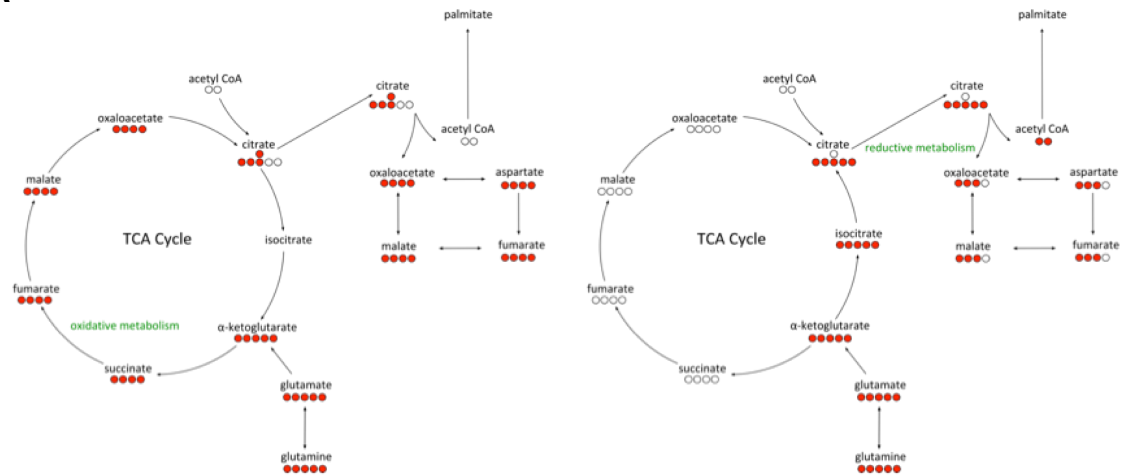 palmitate
acetyl CoA
citrate
oxaloacetate
acetyl CoA
citrate
oxaloacetate
aspartate
malate
TCA Cycle
isocitrate
malate
fumarate
fumarate
oxidative metabolism
α-ketoglutarate
succinate
glutamate
glutamine
palmitate
acetyl CoA
citrate
oxaloacetate
acetyl CoA
citrate
reductive metabolism
oxaloacetate
aspartate
malate
TCA Cycle
isocitrate
malate
fumarate
fumarate
α-ketoglutarate
succinate
glutamate
glutamine